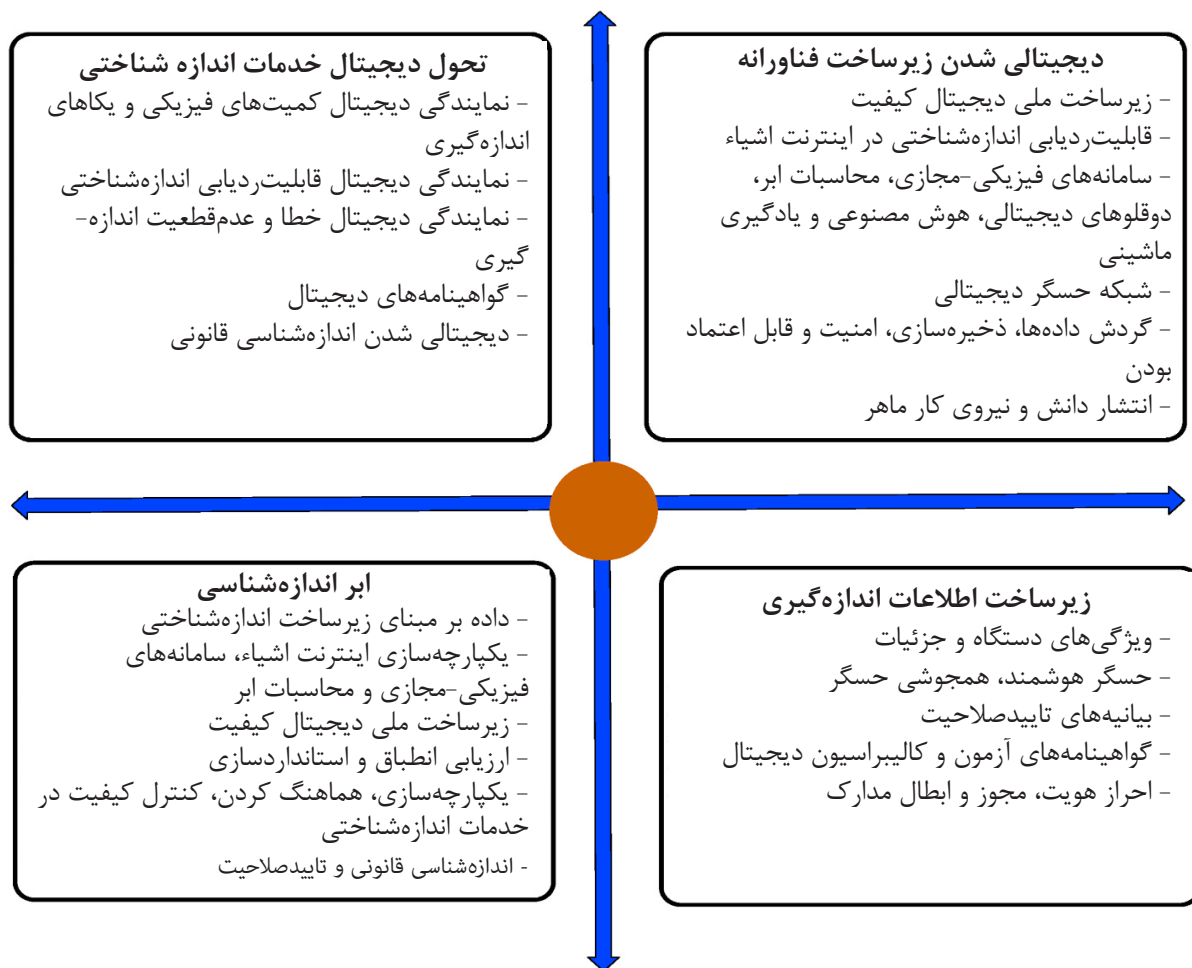 دیجیتالی شدن زیرساخت فناورانه
- زیرساخت ملی دیجیتال کیفیت
- قابلیت‌ردیابی اندازه‌شناختی در اینترنت اشیاء
- سامانه‌های فیزیکی-مجازی، محاسبات ابر،
دوقلوهای دیجیتالی، هوش مصنوعی و یادگیری
ماشینی
- شبکه حسگر دیجیتالی
- گردش داده‌ها، ذخیره‌سازی، امنیت و قابل اعتماد
بودن
- انتشار دانش و نیروی کار ماهر
تحول دیجیتال خدمات اندازه شناختی
- نمایندگی دیجیتال کمیت‌های فیزیکی و یکاهای
اندازه‌گیری
- نمایندگی دیجیتال قابلیت‌ردیابی اندازه‌شناختی
- نمایندگی دیجیتال خطا و عدم‌قطعیت اندازه-
گیری
- گواهینامه‌های دیجیتال
- دیجیتالی شدن اندازه‌شناسی قانونی
زیرساخت اطلاعات اندازه‌گیری
- ویژگی‌های دستگاه و جزئیات
- حسگر هوشمند، همجوشی حسگر
- بیانیه‌های تاییدصلاحیت
- گواهینامه‌های آزمون و کالیبراسیون دیجیتال
- احراز هویت، مجوز و ابطال مدارک
ابر اندازه‌شناسی
- داده بر مبنای زیرساخت اندازه‌شناختی
- یکپارچه‌سازی اینترنت اشیاء، سامانه‌های
فیزیکی-مجازی و محاسبات ابر
- زیرساخت ملی دیجیتال کیفیت
- ارزیابی انطباق و استانداردسازی
- یکپارچه‌سازی، هماهنگ کردن، کنترل کیفیت در
خدمات اندازه‌شناختی
- اندازه‌شناسی قانونی و تاییدصلاحیت